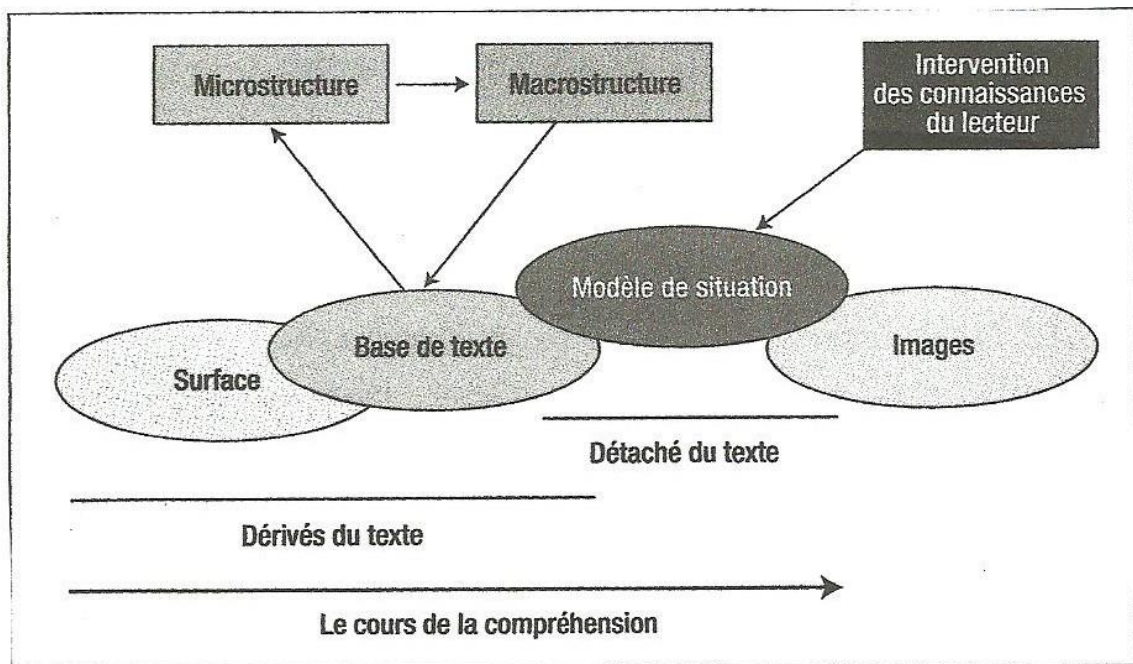 Microstructure
Macrostructure
Intervention
des connaissances
du lecteur
Modèle de situation
Base de texte
Images
Surface
Détaché du texte
Dérivés du texte
Le cours de la compréhension